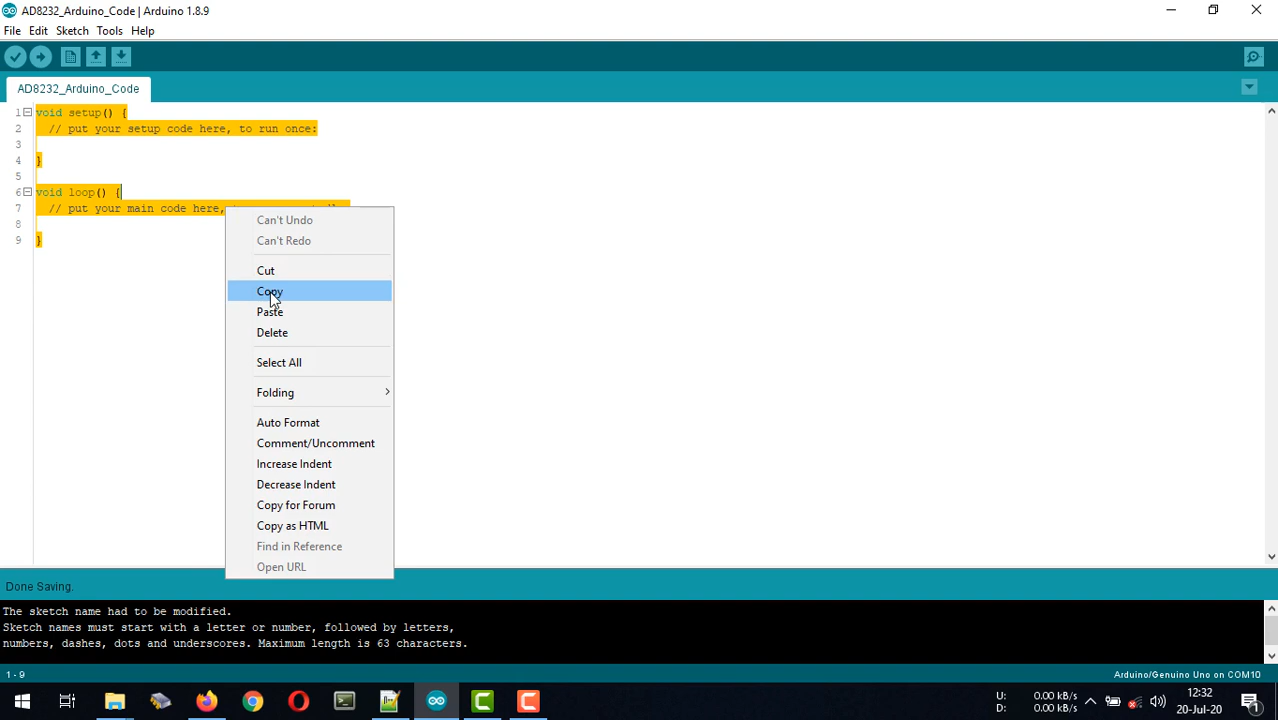 AD8232_Arduino_Code | Arduino 1.8.9
File Edit Sketch Tools Help
AD8232_Arduino_Code
1 void setup() {
2 // put your setup code here, to run once:
3
4 }
5
6 void loop() {
7 // put your main code here,
8
9 }
Can't Undo
Can't Redo
Cut
Copy
Paste
Delete
Select All
Folding
Auto Format
Comment/Uncomment
Increase Indent
Decrease Indent
Copy for Forum
Copy as HTML
Find in Reference
Open URL
Done Saving.
The sketch name had to be modified.
Sketch names must start with a letter or number, followed by letters,
numbers, dashes, dots and underscores. Maximum length is 63 characters.
1 - 9 Arduino/Genuino Uno on COM10
U: 0.00 kB/s 12:32
D: 0.00 kB/s 20-Jul-20 1